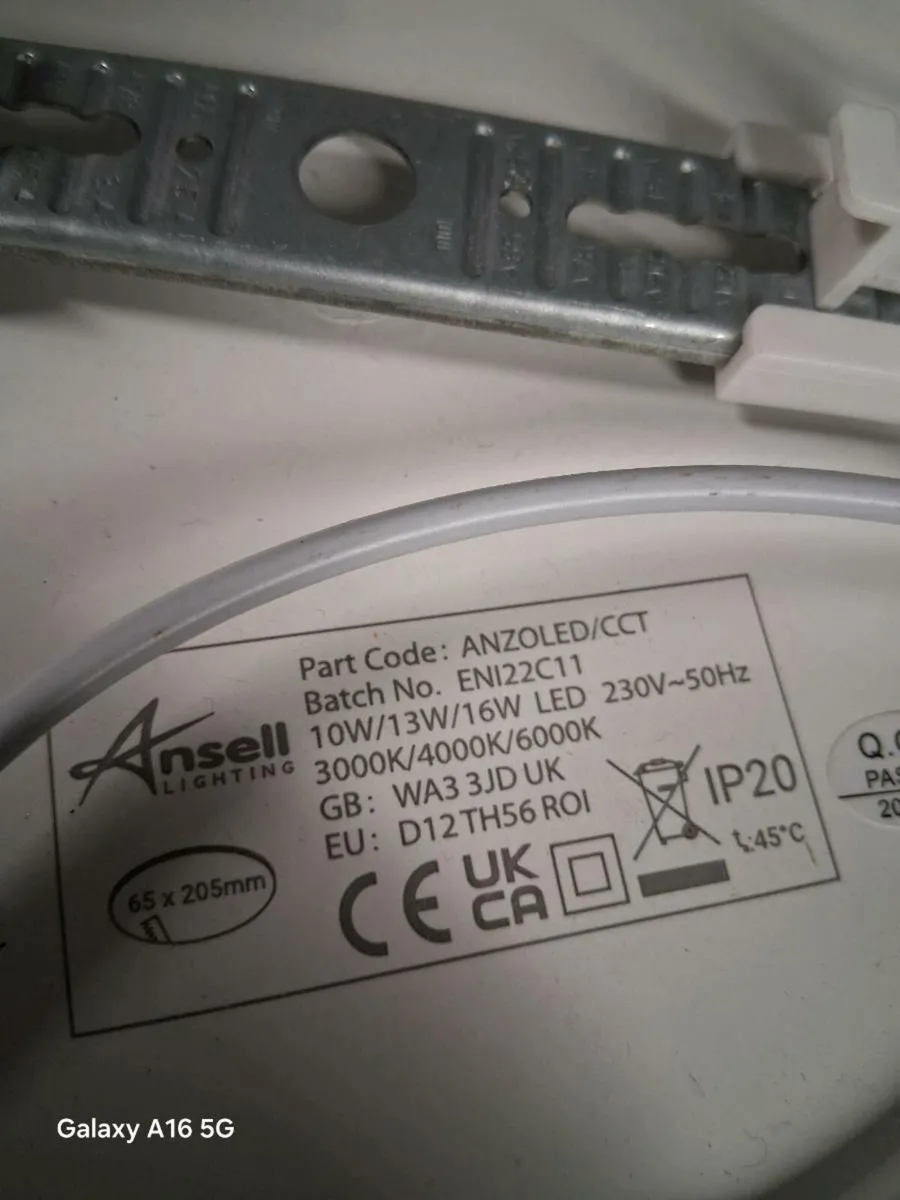 Part Code: ANZOLED/CCT
Batch No. ENI22C11
10W/13W/16W LED 230V~50Hz
3000K/4000K/6000K
GB: WA3 3JD UK
EU: D12 TH56 ROI
Ansell
LIGHTING
65 x 205mm
CE
UK
CA
IP20
45°C
Galaxy A16 5G